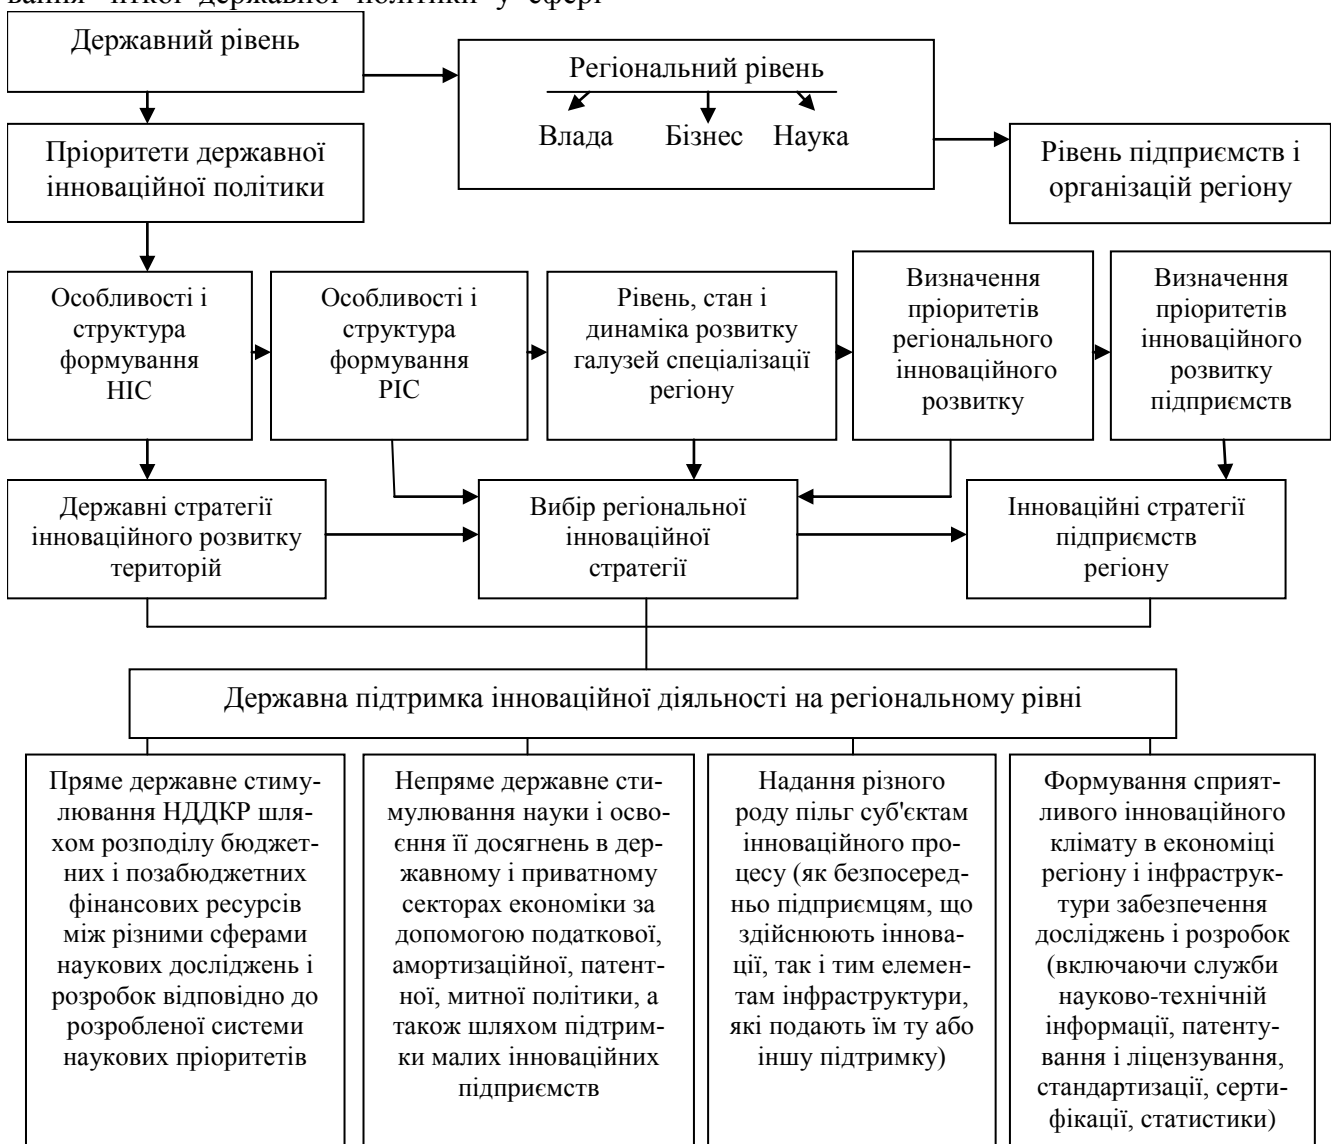 вання чіткої державної політики у сфері
Державний рівень
Регіональний рівень
Влада Бізнес Наука
Пріоритети державної
інноваційної політики
Рівень підприємств і
організацій регіону
Особливості і
структура
формування
НІС
Особливості і
структура
формування
РІС
Рівень, стан і
динаміка розвитку
галузей спеціалізації
регіону
Визначення
пріоритетів
регіонального
інноваційного
розвитку
Визначення
пріоритетів
інноваційного
розвитку
підприємств
Державні стратегії
інноваційного розвитку
територій
Вибір регіональної
інноваційної
стратегії
Інноваційні стратегії
підприємств
регіону
Державна підтримка інноваційної діяльності на регіональному рівні
Пряме державне стиму-
лювання НДДКР шля-
хом розподілу бюджет-
них і позабюджетних
фінансових ресурсів
між різними сферами
наукових досліджень і
розробок відповідно до
розробленої системи
наукових пріоритетів
Непряме державне сти-
мулювання науки і осво-
єння її досягнень в дер-
жавному і приватному
секторах економіки за
допомогою податкової,
амортизаційної, патент-
ної, митної політики, а
також шляхом підтрим-
ки малих інноваційних
підприємств
Надання різного
роду пільг суб'єктам
інноваційного про-
цесу (як безпосеред-
ньо підприємцям, що
здійснюють іннова-
ції, так і тим елемен-
там інфраструктури,
які подають їм ту або
іншу підтримку)
Формування сприят-
ливого інноваційного
клімату в економіці
регіону і інфраструк-
тури забезпечення
досліджень і розробок
(включаючи служби
науково-технічній
інформації, патенту-
вання і ліцензування,
стандартизації, серти-
фікації, статистики)